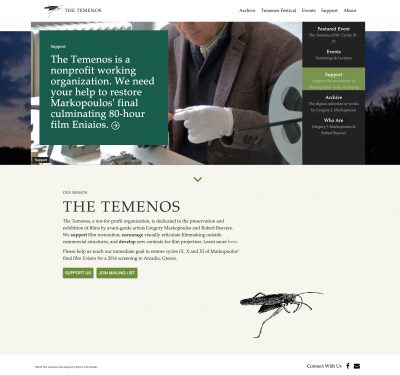 THE TEMENOS
Archive Temenos Festival Events Support About
Support
The Temenos is a
nonprofit working
organization. We need
your help to restore
Markopoulos' final
culminating 80-hour
film Eniaios.
Featured Event
The Temenos 2016: Cycles IX -
XI
Events
Screenings & Lectures
Support
Support the restoration of
Markopoulos' work, including
Archive
The digital collection of works
by Gregory J. Markopoulos
Who Are
Gregory J. Markopoulos &
Robert Beavers
Support
OUR MISSION
THE TEMENOS
The Temenos, a not-for-profit organization, is dedicated to the preservation and
exhibition of films by avant-garde artists Gregory Markopoulos and Robert Beavers.
We support film restoration, encourage visually articulate filmmaking outside
commercial structures, and develop new contexts for film projection. Learn more here.
Please help us reach our immediate goal to restore cycles IX, X and XI of Markopoulos'
final film Eniaios for a 2016 screening in Arcadia, Greece.
SUPPORT US JOIN MAILING LIST
Connect With Us